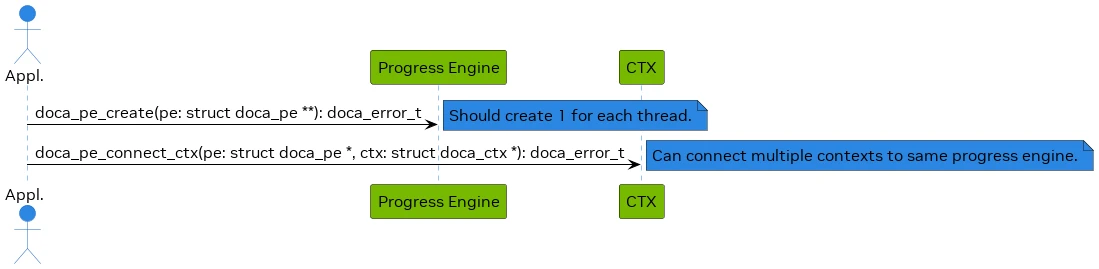 Appl.
Progress Engine
CTX
doca_pe_create(pe: struct doca_pe **): doca_error_t
Should create 1 for each thread.
doca_pe_connect_ctx(pe: struct doca_pe *, ctx: struct doca_ctx *): doca_error_t
Can connect multiple contexts to same progress engine.
Appl.
Progress Engine
CTX